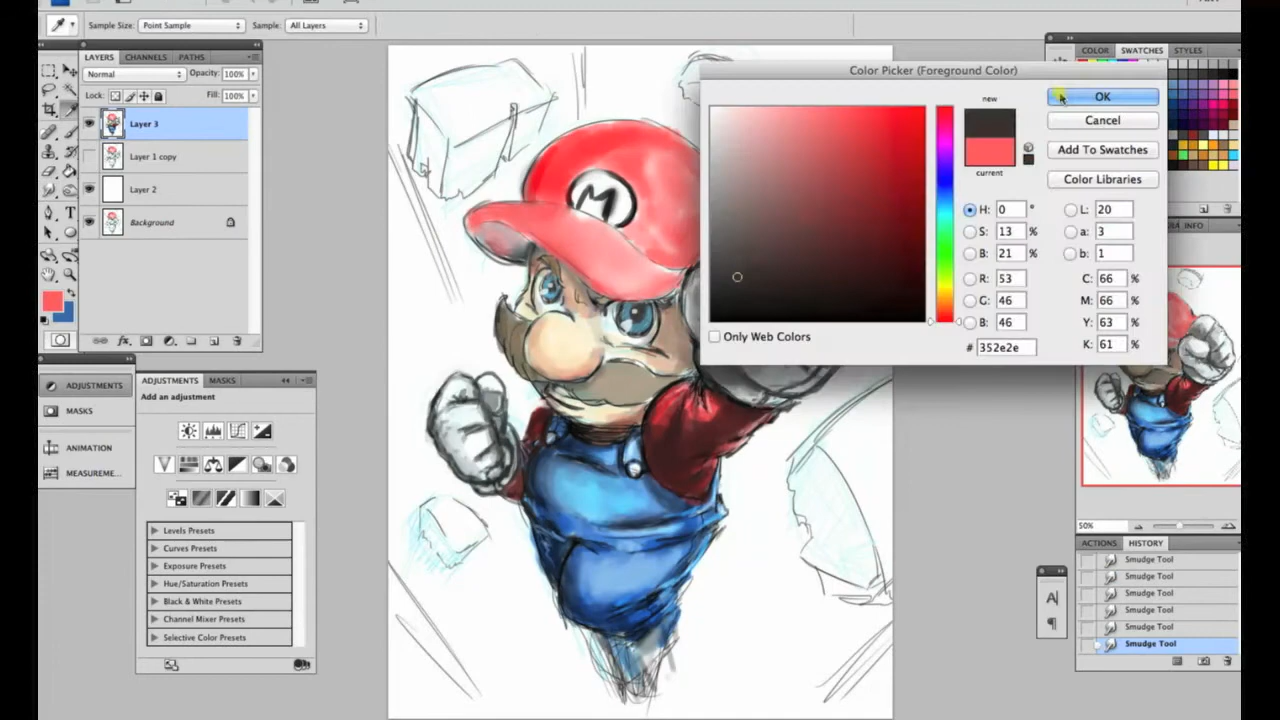 Sample Size: Point Sample Sample: All Layers
LAYERS CHANNELS PATHS
Normal Opacity: 100%
Lock: Fill: 100%
Layer 3
Layer 1 copy
Layer 2
Background
ADJUSTMENTS
MASKS
ANIMATION
MEASUREME...
ADJUSTMENTS MASKS
Add an adjustment
Levels Presets
Curves Presets
Exposure Presets
Hue/Saturation Presets
Black & White Presets
Channel Mixer Presets
Selective Color Presets
M
Color Picker (Foreground Color)
new
current
OK
Cancel
Add To Swatches
Color Libraries
H: 0 °
S: 13 %
B: 21 %
R: 53
G: 46
B: 46
L: 20
a: 3
b: 1
C: 66 %
M: 66 %
Y: 63 %
K: 61 %
# 352e2e
Only Web Colors
COLOR SWATCHES STYLES
INFO
50%
ACTIONS HISTORY
Smudge Tool
Smudge Tool
Smudge Tool
Smudge Tool
Smudge Tool
Smudge Tool